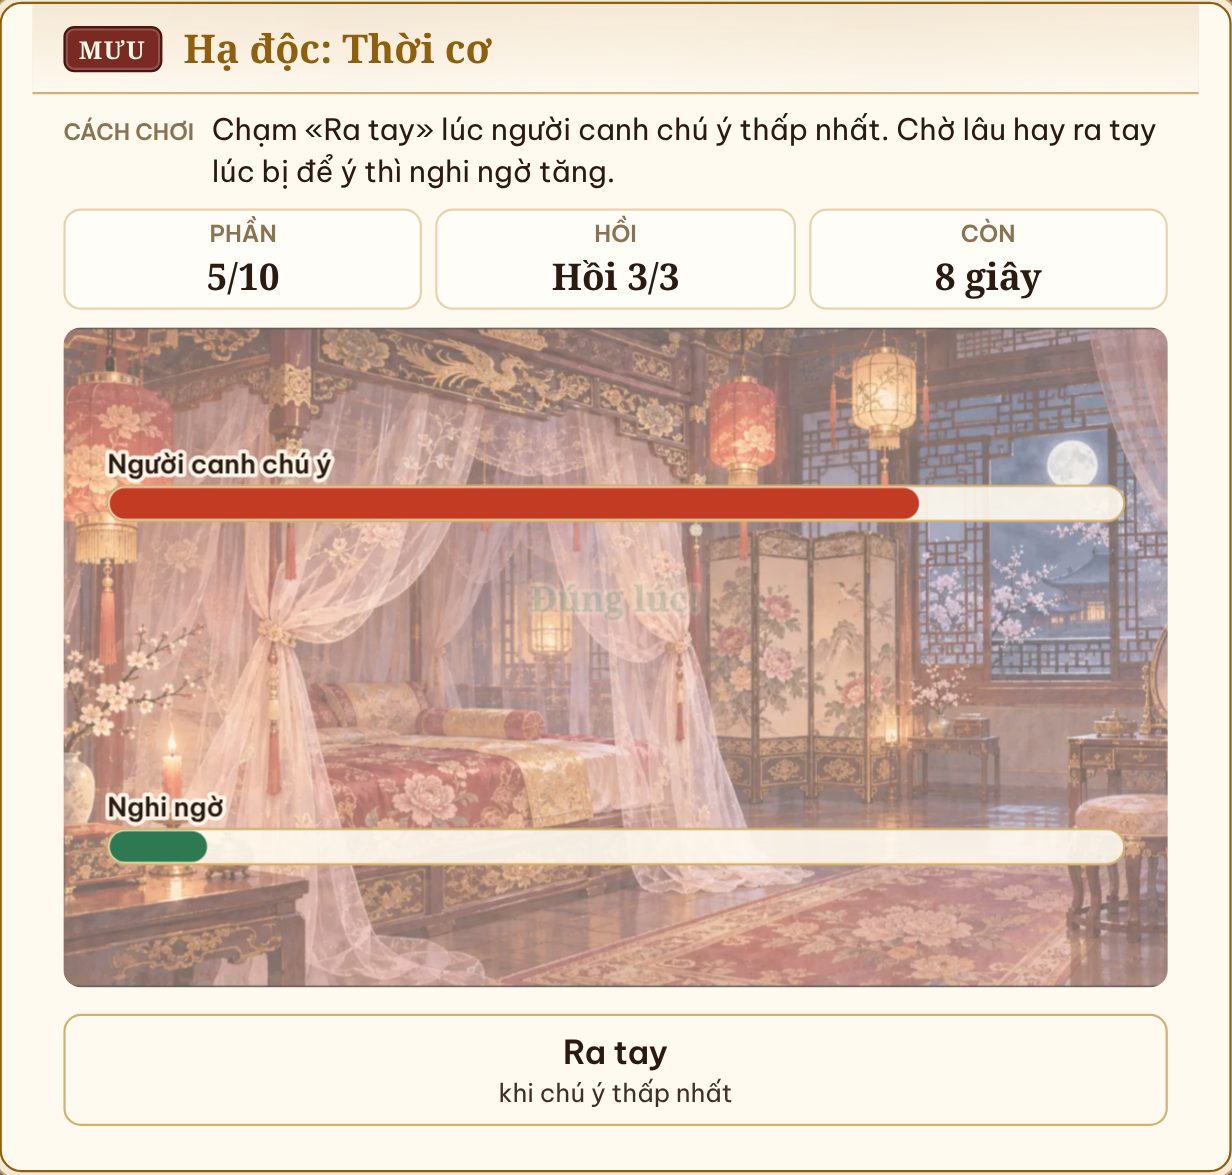 MƯU
Hạ độc: Thời cơ
CÁCH CHƠI
Chạm «Ra tay» lúc người canh chú ý thấp nhất. Chờ lâu hay ra tay
lúc bị để ý thì nghi ngờ tăng.
PHẦN
5/10
HỒI
Hồi 3/3
CÒN
8 giây
Người canh chú ý
Đúng lúc!
Nghi ngờ
Ra tay
khi chú ý thấp nhất